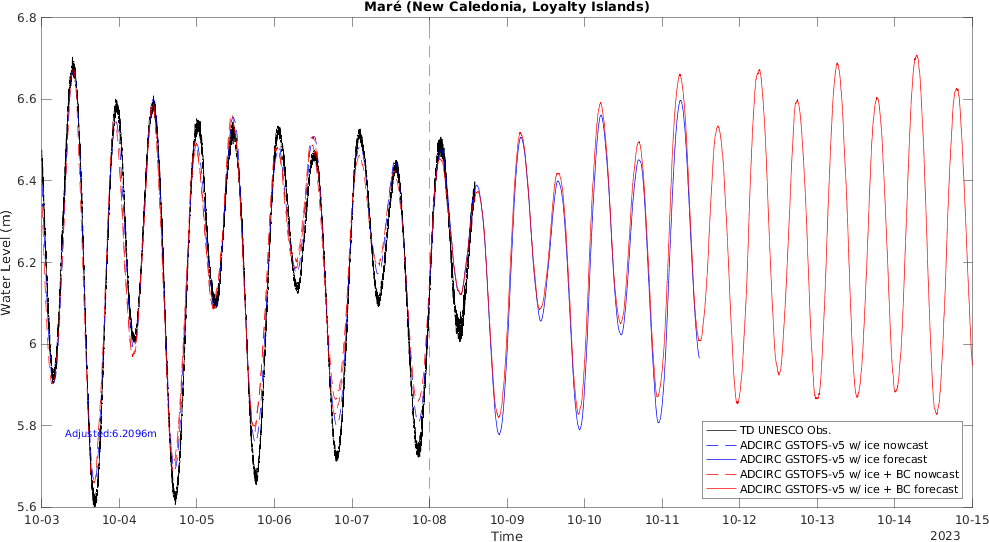 Maré (New Caledonia, Loyalty Islands)
6.8
6.6
6.4
6.2
6
5.8
5.6
Water Level (m)
Adjusted:6.2096m
TD UNESCO Obs.
ADCIRC GSTOFS-v5 w/ ice nowcast
ADCIRC GSTOFS-v5 w/ ice forecast
ADCIRC GSTOFS-v5 w/ ice + BC nowcast
ADCIRC GSTOFS-v5 w/ ice + BC forecast
10-03 10-04 10-05 10-06 10-07 10-08 10-09 10-10 10-11 10-12 10-13 10-14 10-15
Time
2023